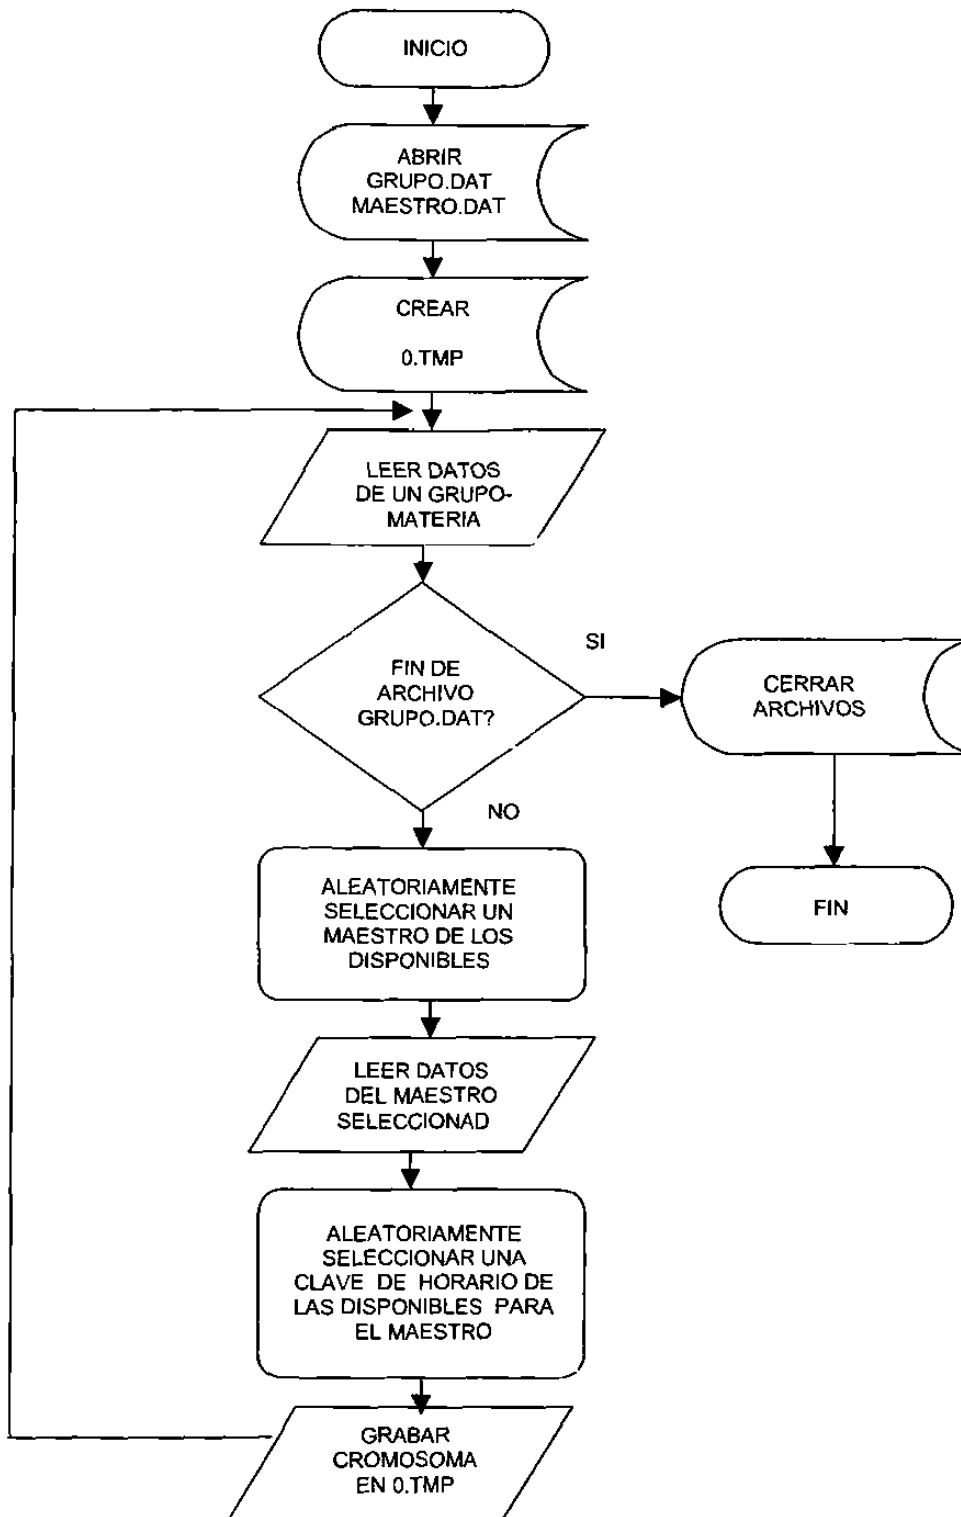 INICIO
ABRIR
GRUPO.DAT
MAESTRO.DAT
CREAR
0.TMP
LEER DATOS
DE UN GRUPO-
MATERIA
FIN DE
ARCHIVO
GRUPO.DAT?
SI
CERRAR
ARCHIVOS
FIN
NO
ALEATORIAMENTE
SELECCIONAR UN
MAESTRO DE LOS
DISPONIBLES
LEER DATOS
DEL MAESTRO
SELECCIONAD
ALEATORIAMENTE
SELECCIONAR UNA
CLAVE DE HORARIO DE
LAS DISPONIBLES PARA
EL MAESTRO
GRABAR
CROMOSOMA
EN 0.TMP